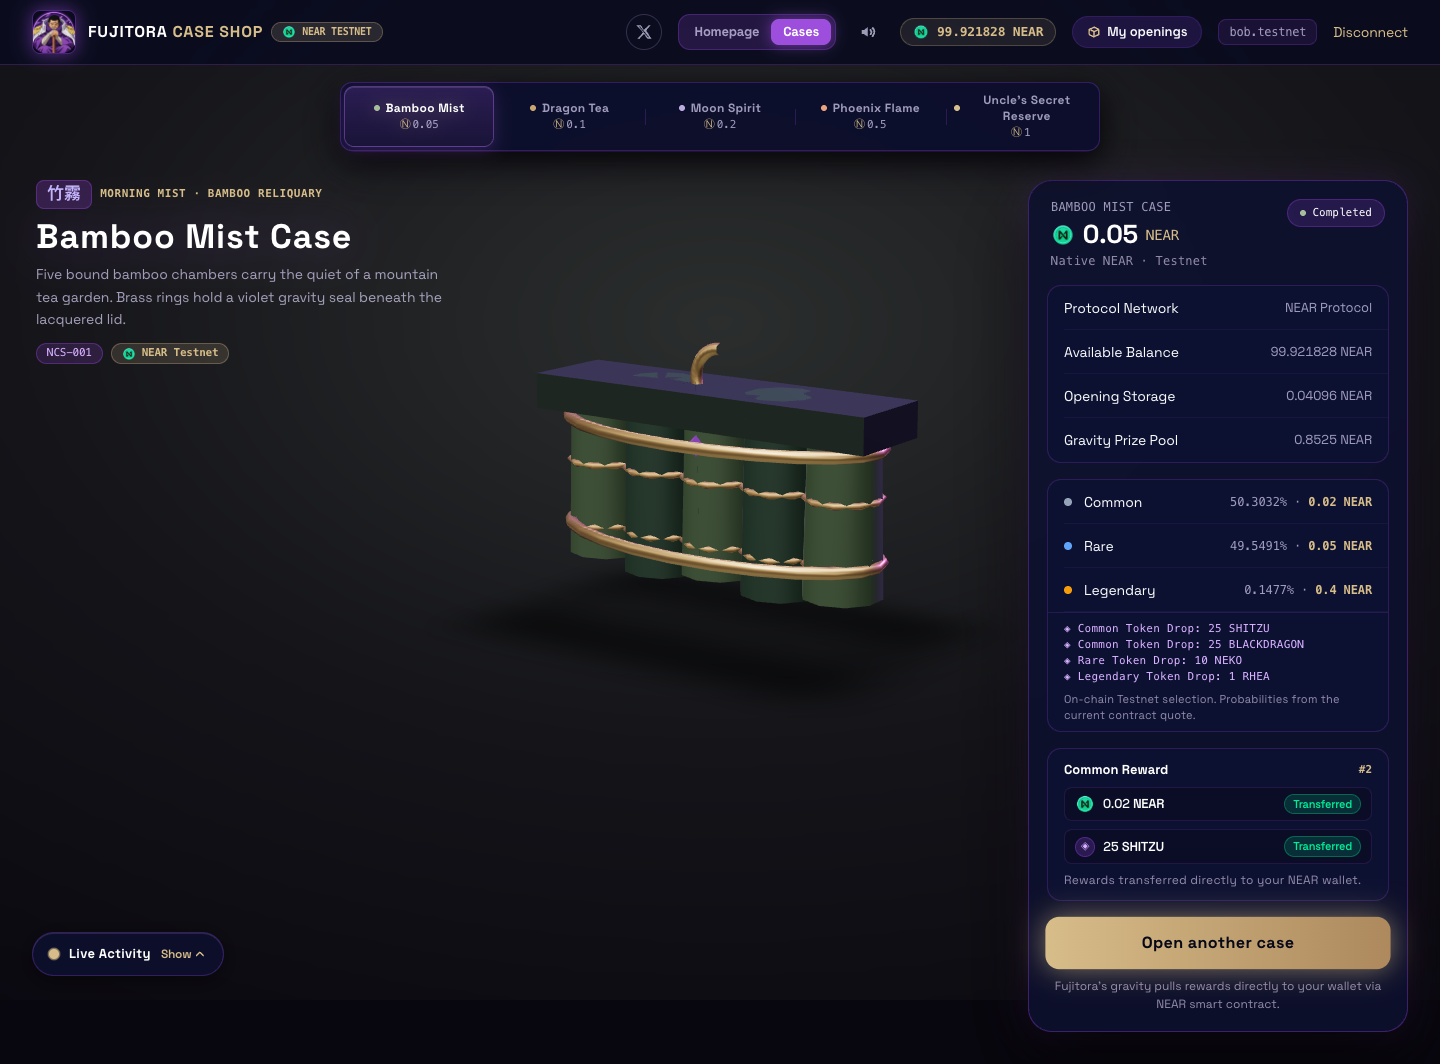 FUJITORA CASE SHOP
NEAR TESTNET
Homepage
Cases
99.921828 NEAR
My openings
bob.testnet
Disconnect
Bamboo Mist
0.05
Dragon Tea
0.1
Moon Spirit
0.2
Phoenix Flame
0.5
Uncle's Secret
Reserve
1
竹霧
MORNING MIST · BAMBOO RELIQUARY
Bamboo Mist Case
Five bound bamboo chambers carry the quiet of a mountain
tea garden. Brass rings hold a violet gravity seal beneath the
lacquered lid.
NCS-001
NEAR Testnet
BAMBOO MIST CASE
Completed
0.05 NEAR
Native NEAR · Testnet
Protocol Network
NEAR Protocol
Available Balance
99.921828 NEAR
Opening Storage
0.04096 NEAR
Gravity Prize Pool
0.8525 NEAR
Common
50.3032% · 0.02 NEAR
Rare
49.5491% · 0.05 NEAR
Legendary
0.1477% · 0.4 NEAR
◈ Common Token Drop: 25 SHITZU
◈ Common Token Drop: 25 BLACKDRAGON
◈ Rare Token Drop: 10 NEKO
◈ Legendary Token Drop: 1 RHEA
On-chain Testnet selection. Probabilities from the
current contract quote.
Common Reward
#2
0.02 NEAR
Transferred
25 SHITZU
Transferred
Rewards transferred directly to your NEAR wallet.
Open another case
Fujitora's gravity pulls rewards directly to your wallet via
NEAR smart contract.
Live Activity
Show